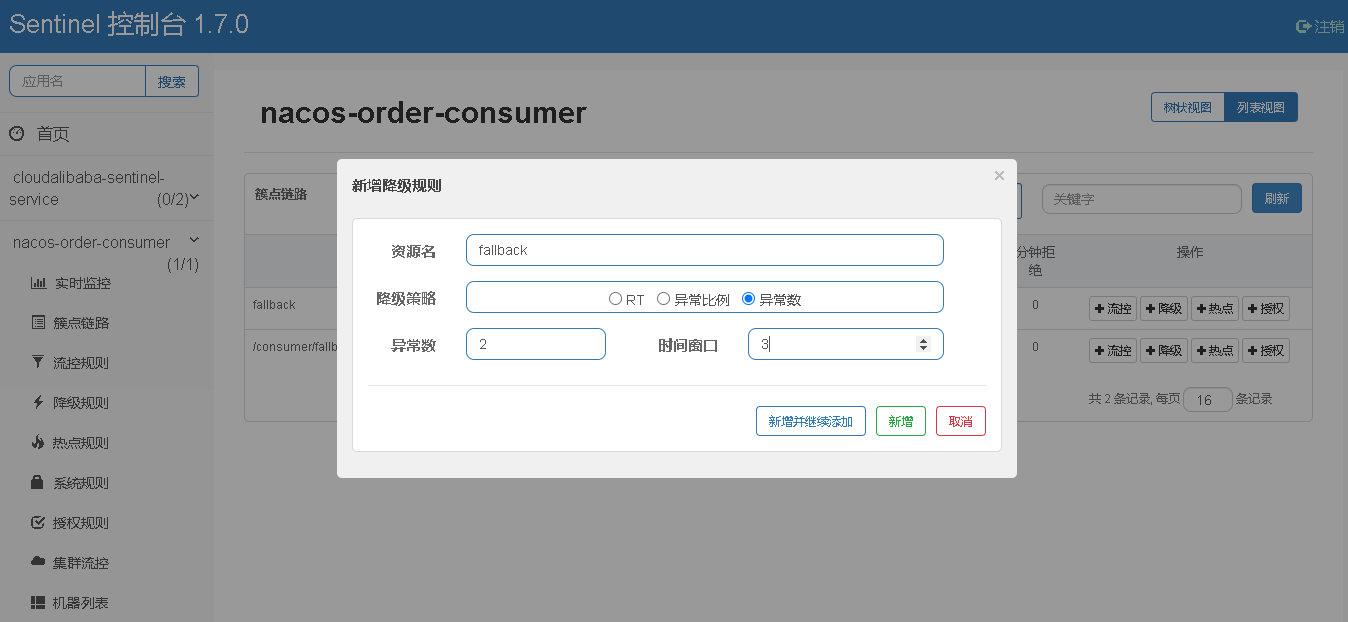 Sentinel 控制台 1.7.0
注销
应用名 搜索
首页
cloudalibaba-sentinel-
service (0/2)
nacos-order-consumer
(1/1)
实时监控
簇点链路
流控规则
降级规则
热点规则
系统规则
授权规则
集群流控
机器列表
nacos-order-consumer
树状视图 列表视图
簇点链路 关键字 刷新
分钟拒
绝
操作
fallback 0 流控 降级 热点 授权
/consumer/fallb 0 流控 降级 热点 授权
共 2 条记录, 每页 16 条记录
新增降级规则 ×
资源名 fallback
降级策略 RT 异常比例 异常数
异常数 2 时间窗口 3
新增并继续添加 新增 取消